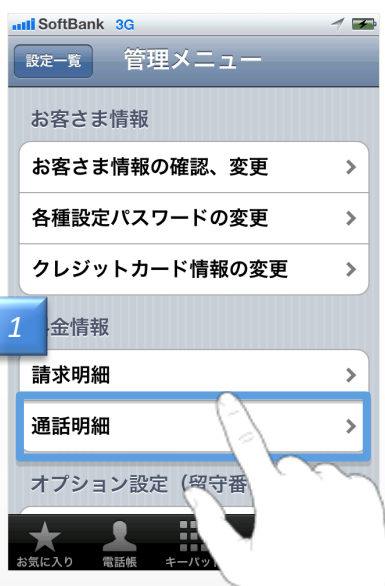 SoftBank 3G
設定一覧 管理メニュー
お客さま情報
お客さま情報の確認、変更
各種設定パスワードの変更
クレジットカード情報の変更
1
金情報
請求明細
通話明細
オプション設定（留守番
お気に入り 電話帳 キーパッ